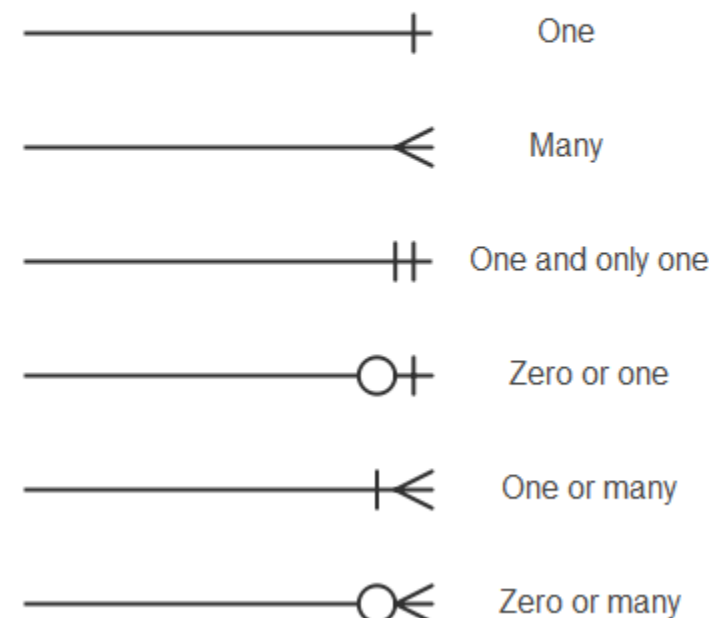 One
Many
One and only one
Zero or one
One or many
Zero or many